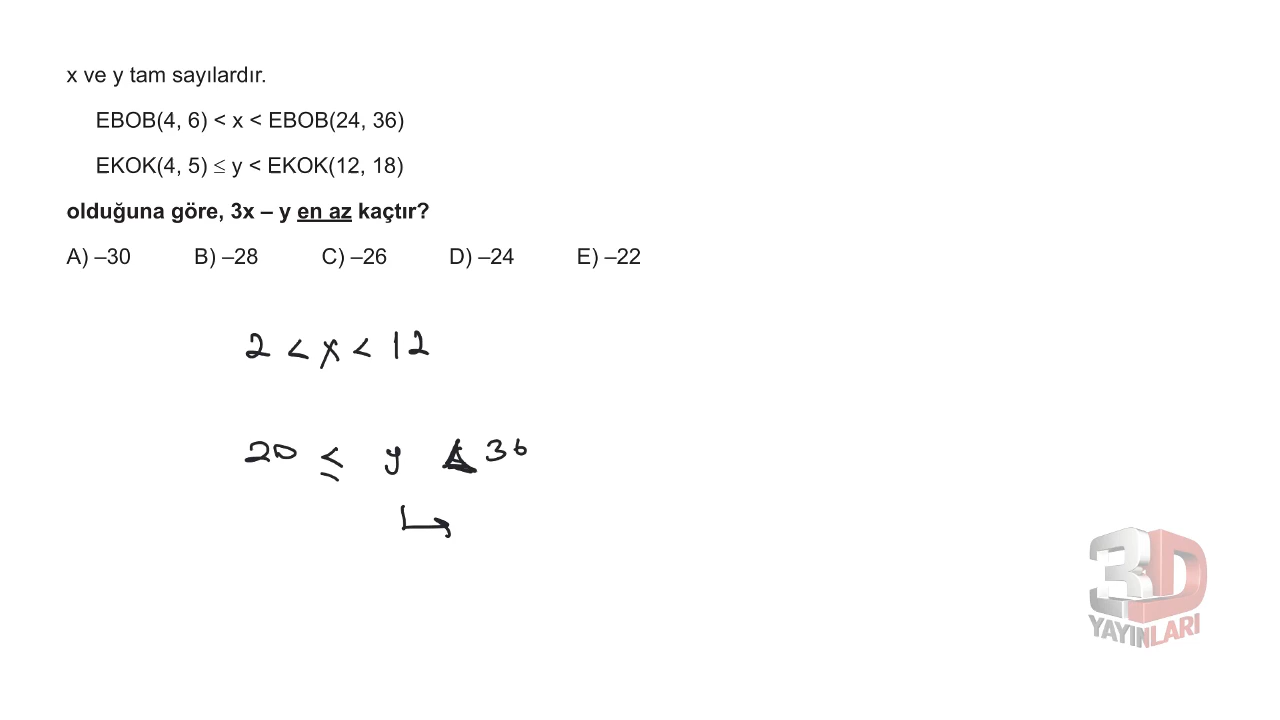 x ve y tam sayılardır.
EBOB(4, 6) < x < EBOB(24, 36)
EKOK(4, 5) ≤ y < EKOK(12, 18)
olduğuna göre, 3x – y en az kaçtır?
A) –30 B) –28 C) –26 D) –24 E) –22
2 < x < 12
20 ≤ y < 36
3D
YAYINLARI